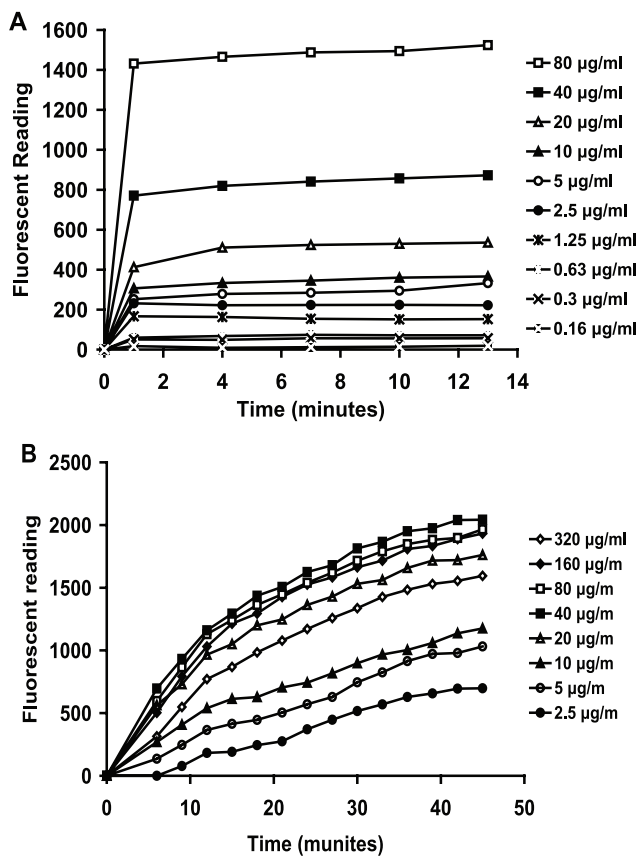 A
1600
1400
1200
1000
800
600
400
200
0
0 2 4 6 8 10 12 14
Fluorescent Reading
Time (minutes)
80 µg/ml
40 µg/ml
20 µg/ml
10 µg/ml
5 µg/ml
2.5 µg/ml
1.25 µg/ml
0.63 µg/ml
0.3 µg/ml
0.16 µg/ml
B
2500
2000
1500
1000
500
0
0 10 20 30 40 50
Fluorescent reading
Time (munites)
320 µg/ml
160 µg/m
80 µg/m
40 µg/m
20 µg/m
10 µg/m
5 µg/m
2.5 µg/m